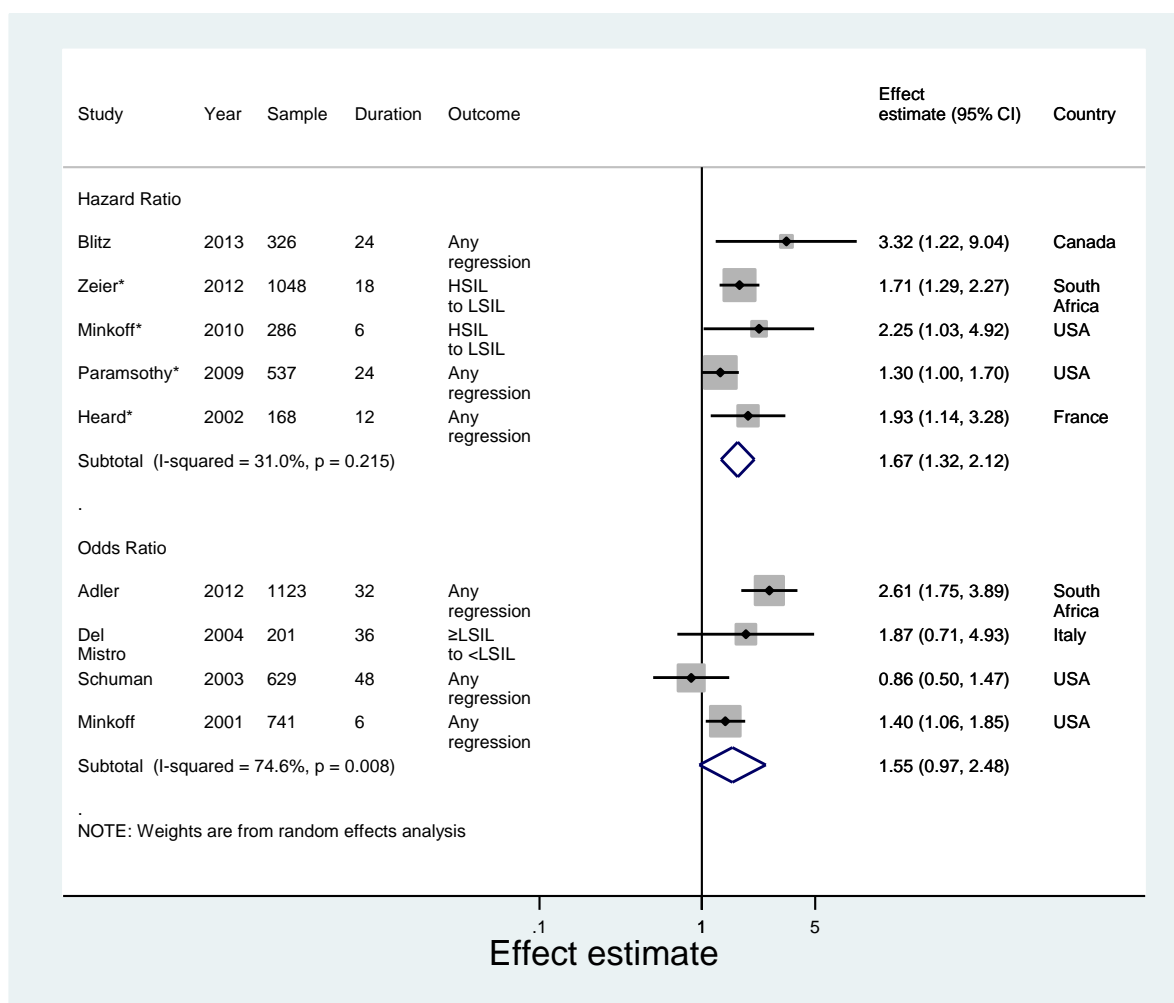 Effect
Study Year Sample Duration Outcome estimate (95% CI) Country
Hazard Ratio
Blitz 2013 326 24 Any 3.32 (1.22, 9.04) Canada
regression
Zeier* 2012 1048 18 HSIL 1.71 (1.29, 2.27) South
to LSIL Africa
Minkoff* 2010 286 6 HSIL 2.25 (1.03, 4.92) USA
to LSIL
Paramsothy* 2009 537 24 Any 1.30 (1.00, 1.70) USA
regression
Heard* 2002 168 12 Any 1.93 (1.14, 3.28) France
regression
Subtotal (I-squared = 31.0%, p = 0.215) 1.67 (1.32, 2.12)
.
Odds Ratio
Adler 2012 1123 32 Any 2.61 (1.75, 3.89) South
regression Africa
Del 2004 201 36 ≥LSIL 1.87 (0.71, 4.93) Italy
Mistro to <LSIL
Schuman 2003 629 48 Any 0.86 (0.50, 1.47) USA
regression
Minkoff 2001 741 6 Any 1.40 (1.06, 1.85) USA
regression
Subtotal (I-squared = 74.6%, p = 0.008) 1.55 (0.97, 2.48)
.
NOTE: Weights are from random effects analysis
.1 1 5
Effect estimate